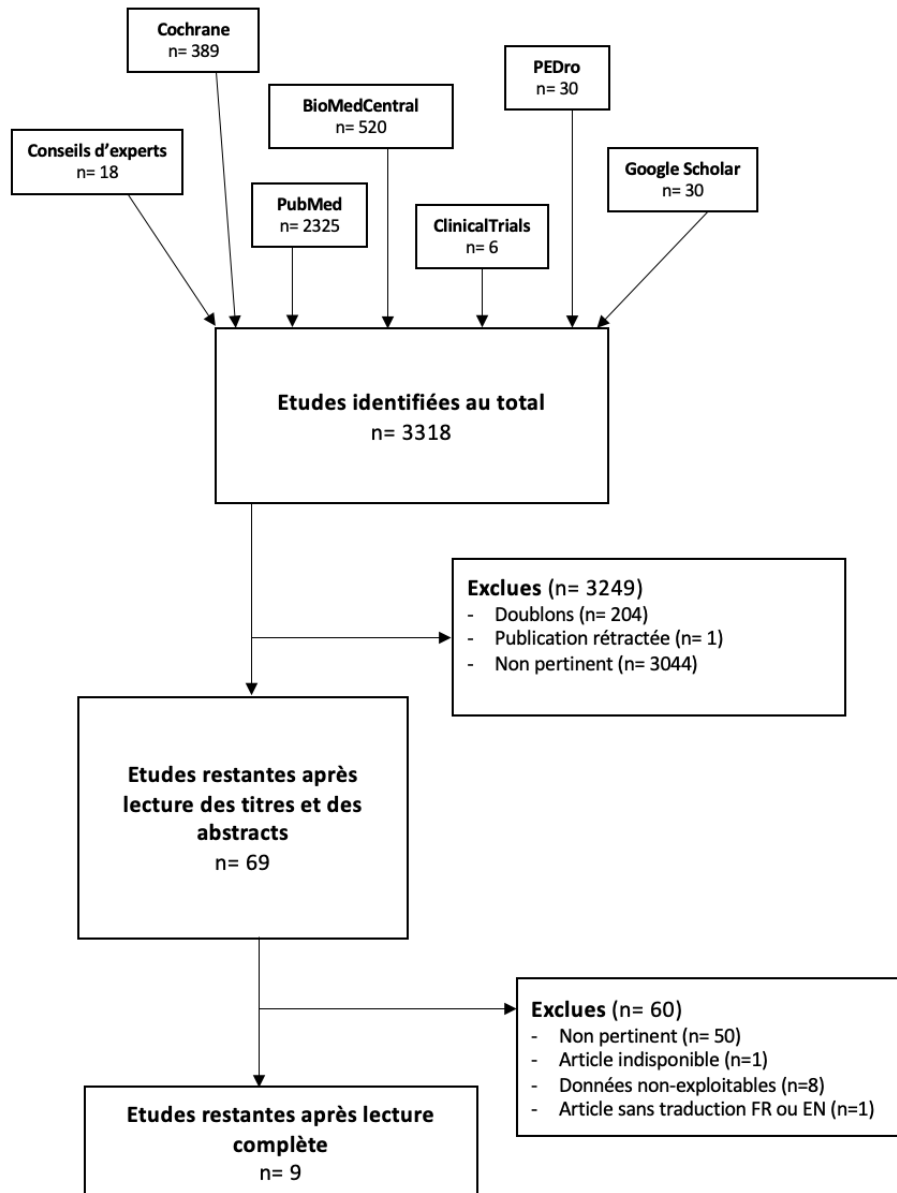 Cochrane
n= 389
PEDro
n= 30
BioMedCentral
n= 520
Conseils d’experts
n= 18
Google Scholar
n= 30
PubMed
n= 2325
ClinicalTrials
n= 6
Etudes identifiées au total
n= 3318
Exclues (n= 3249)
- Doublons (n= 204)
- Publication rétractée (n= 1)
- Non pertinent (n= 3044)
Etudes restantes après
lecture des titres et des
abstracts
n= 69
Exclues (n= 60)
- Non pertinent (n= 50)
- Article indisponible (n=1)
- Données non-exploitables (n=8)
- Article sans traduction FR ou EN (n=1)
Etudes restantes après lecture
complète
n= 9